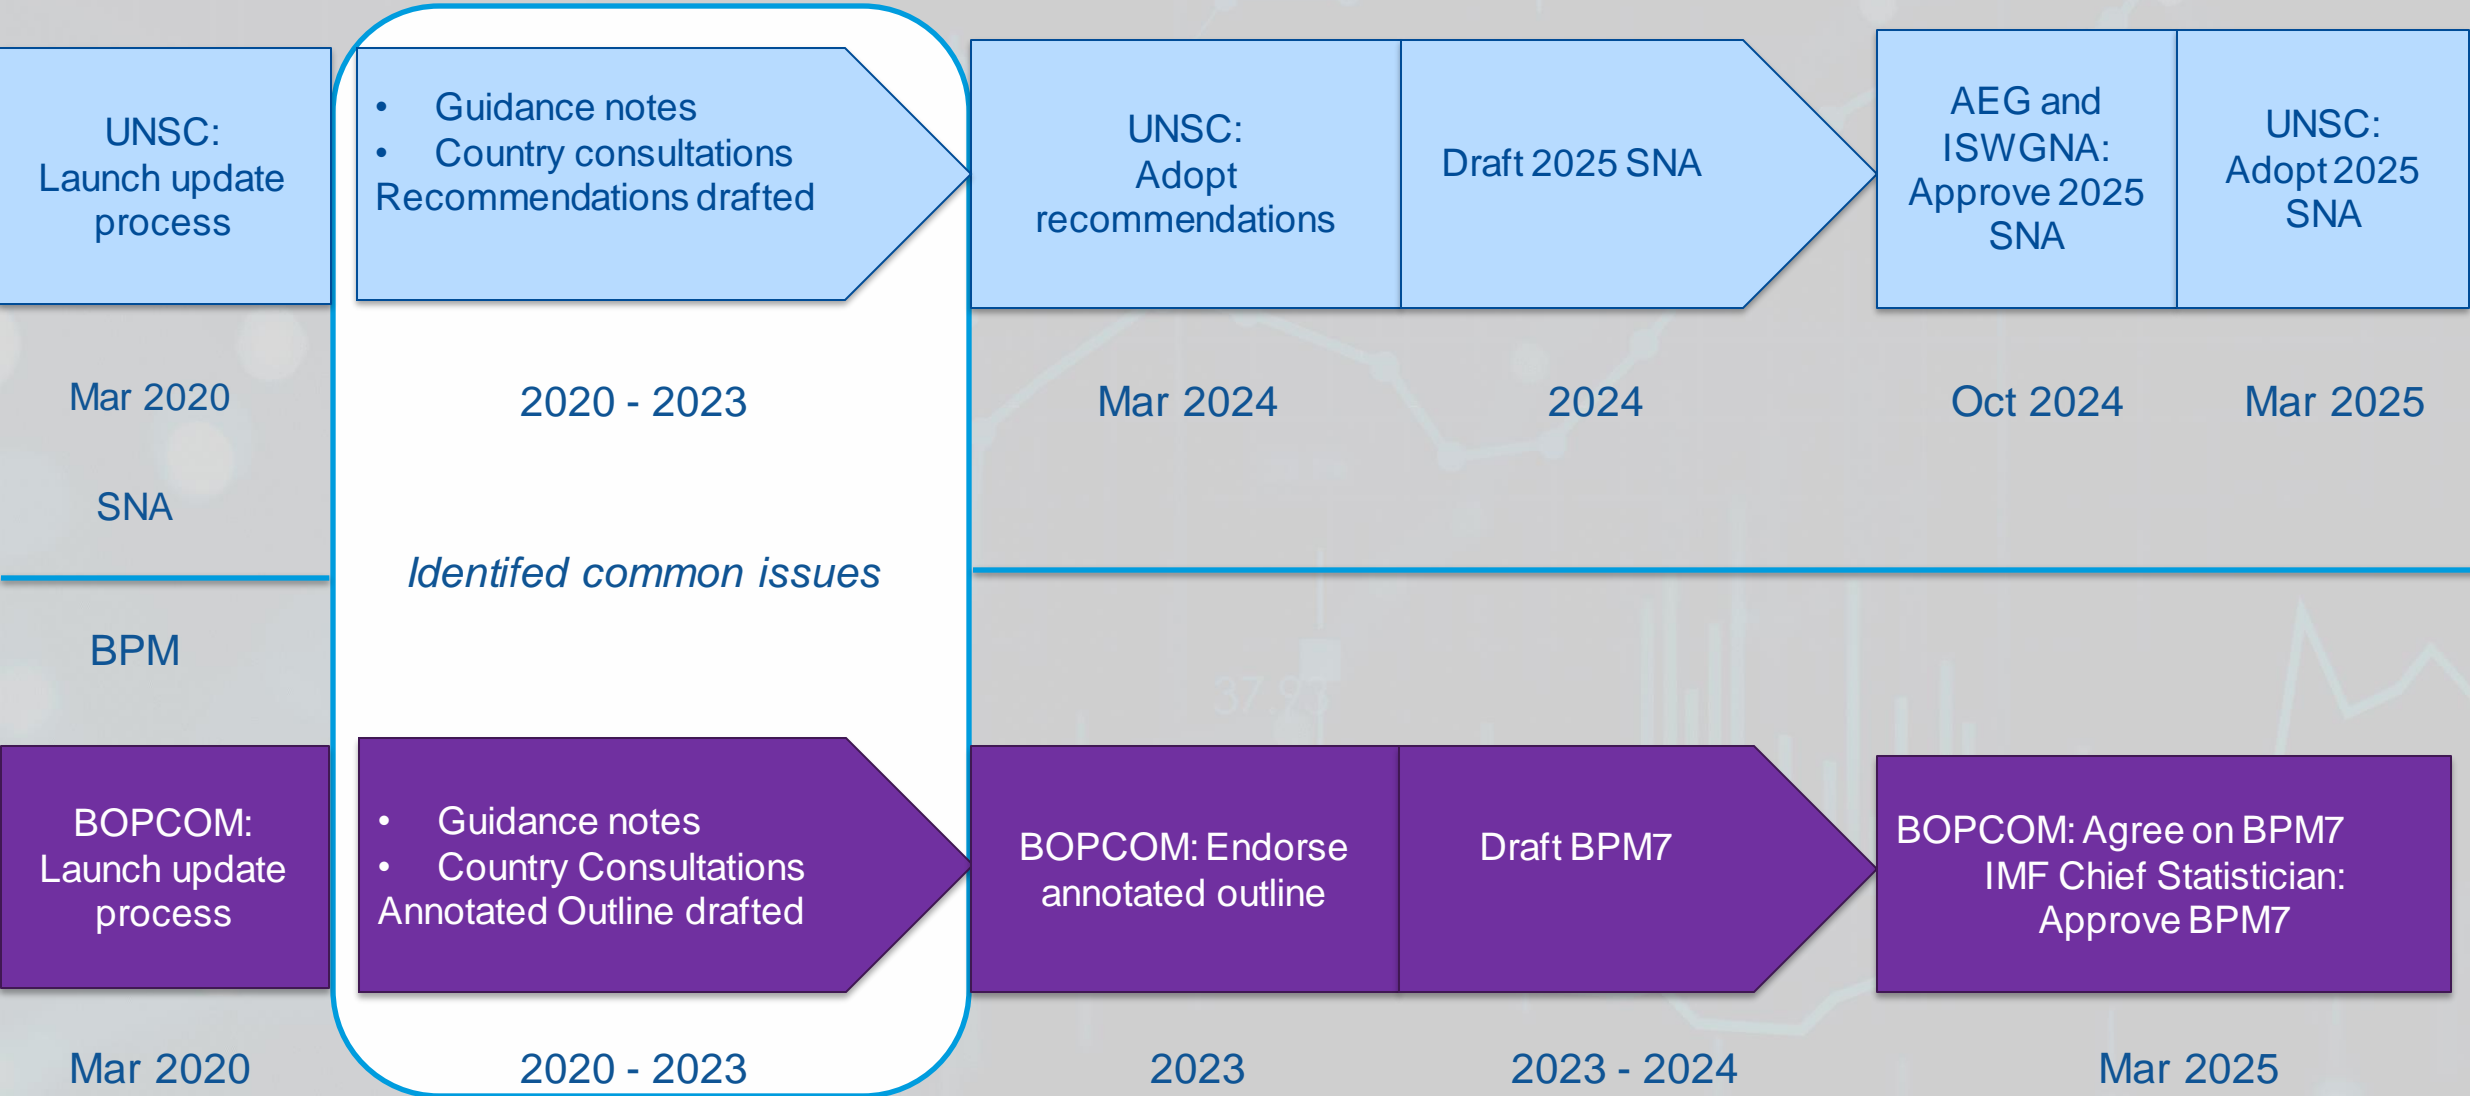 UNSC:
Launch update
process
• Guidance notes
• Country consultations
Recommendations drafted
UNSC:
Adopt
recommendations
Draft 2025 SNA
AEG and
ISWGNA:
Approve 2025
SNA
UNSC:
Adopt 2025
SNA
Mar 2020
2020 - 2023
Mar 2024
2024
Oct 2024
Mar 2025
SNA
Identifed common issues
BPM
37.93
BOPCOM:
Launch update
process
• Guidance notes
• Country Consultations
Annotated Outline drafted
BOPCOM: Endorse
annotated outline
Draft BPM7
BOPCOM: Agree on BPM7
IMF Chief Statistician:
Approve BPM7
Mar 2020
2020 - 2023
2023
2023 - 2024
Mar 2025